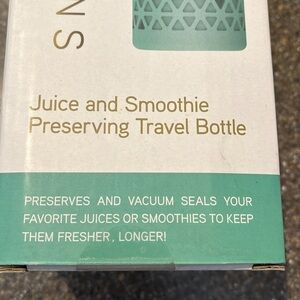 SN
Juice and Smoothie
Preserving Travel Bottle
PRESERVES AND VACUUM SEALS YOUR
FAVORITE JUICES OR SMOOTHIES TO KEEP
THEM FRESHER, LONGER!